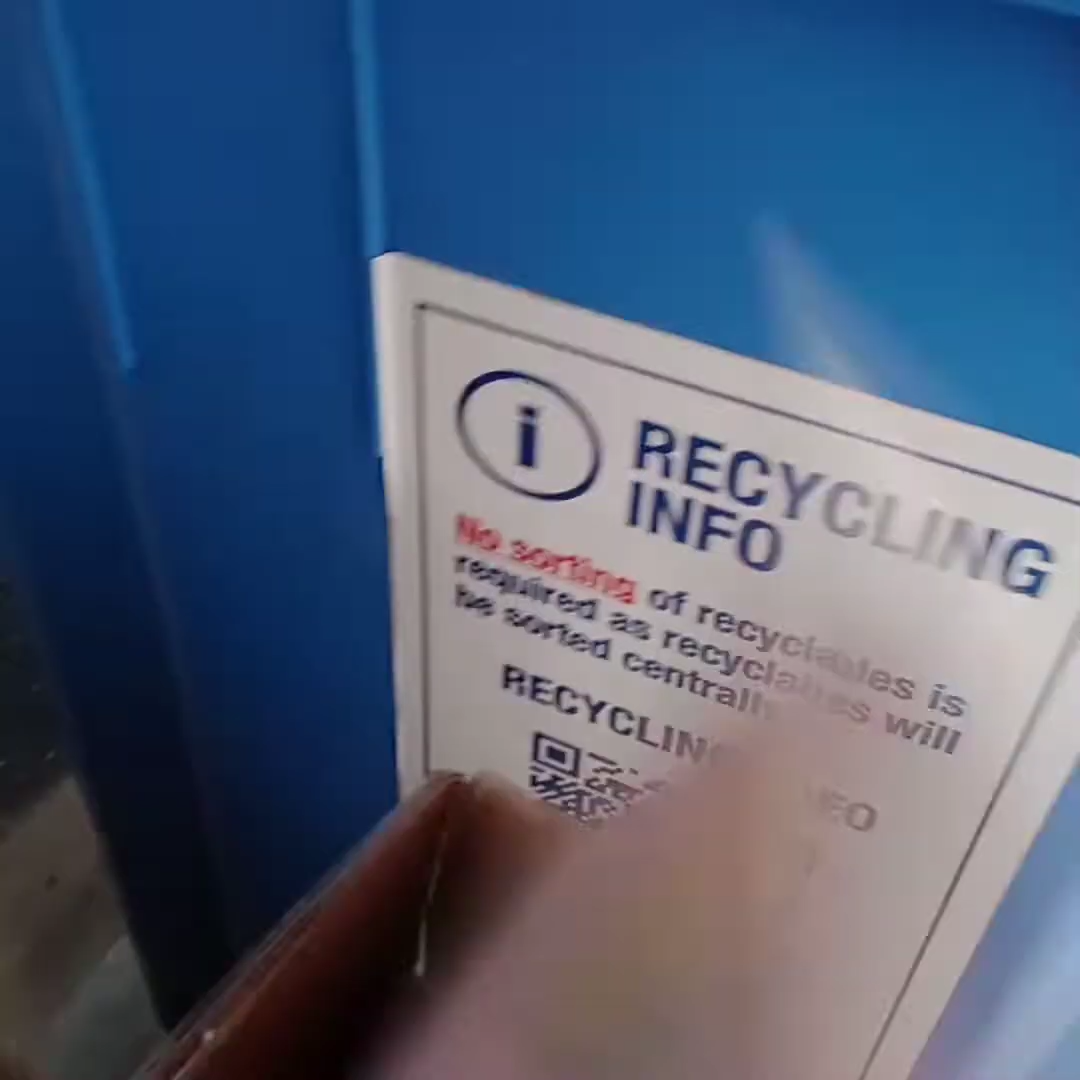 i
RECYCLING
INFO
No sorting of recyclables is
required as recyclables will
be sorted centrally
RECYCLING